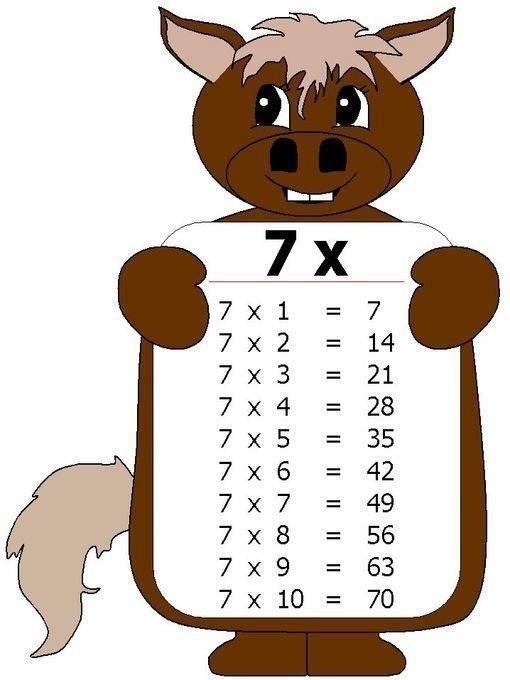 7 x
7 x 1 = 7
7 x 2 = 14
7 x 3 = 21
7 x 4 = 28
7 x 5 = 35
7 x 6 = 42
7 x 7 = 49
7 x 8 = 56
7 x 9 = 63
7 x 10 = 70